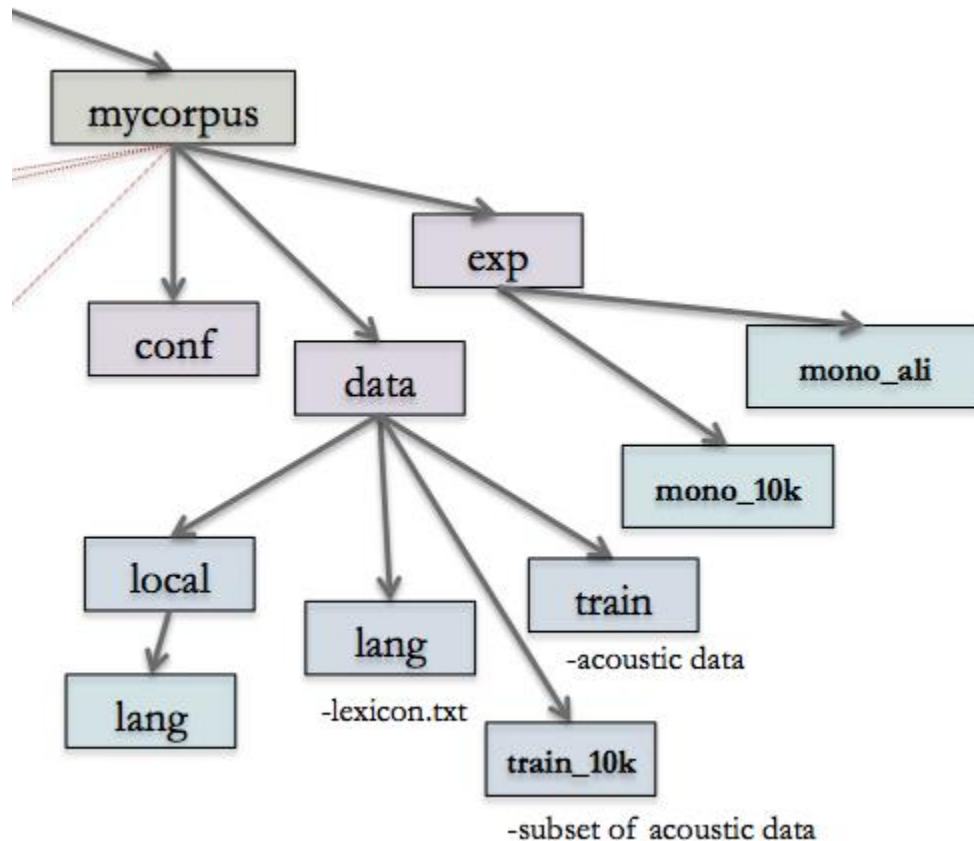 mycorpus
exp
conf
mono_ali
data
mono_10k
local
train
lang
-acoustic data
lang
-lexicon.txt
train_10k
-subset of acoustic data